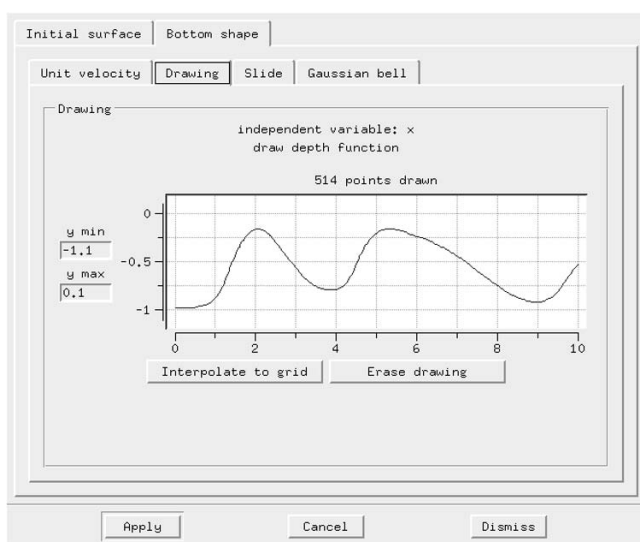 Initial surface Bottom shape
Unit velocity Drawing Slide Gaussian bell
Drawing
independent variable: x
draw depth function
514 points drawn
y min
-1.1
y max
0.1
0
-0.5
-1
0 2 4 6 8 10
Interpolate to grid Erase drawing
Apply Cancel Dismiss